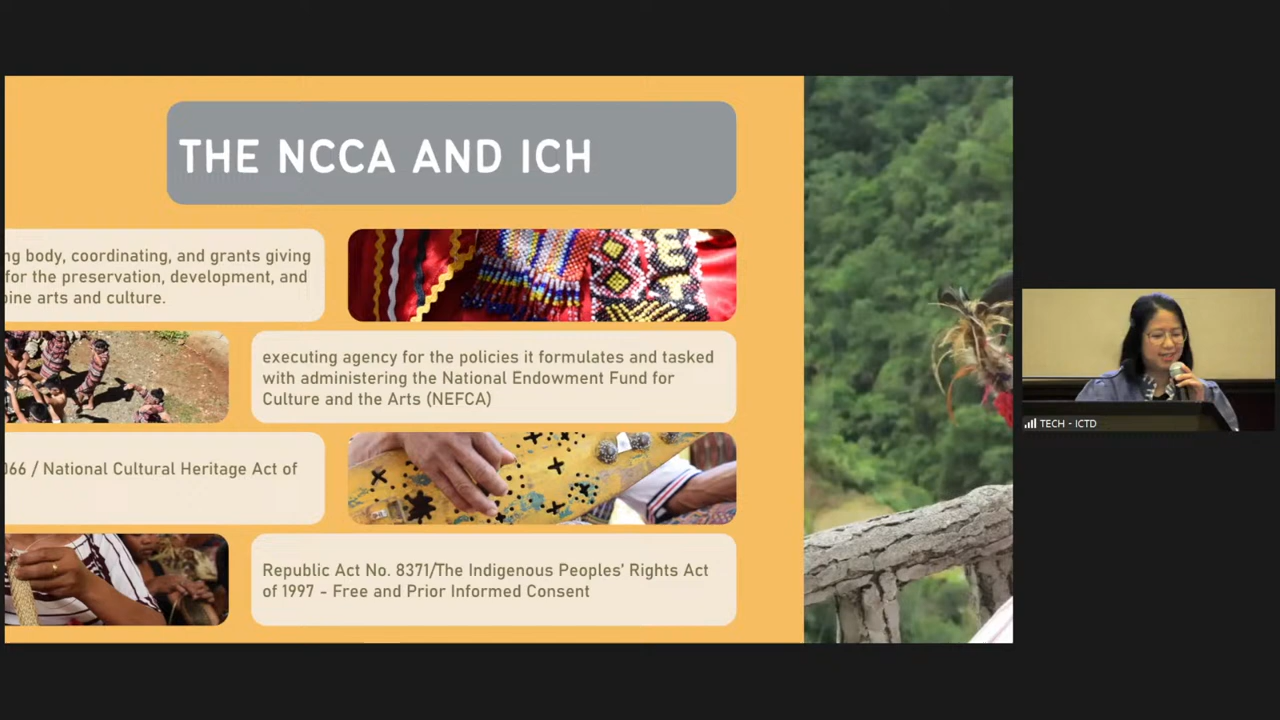 THE NCCA AND ICH
ng body, coordinating, and grants giving
for the preservation, development, and
pine arts and culture.
executing agency for the policies it formulates and tasked
with administering the National Endowment Fund for
Culture and the Arts (NEFCA)
066 / National Cultural Heritage Act of
Republic Act No. 8371/The Indigenous Peoples' Rights Act
of 1997 - Free and Prior Informed Consent
TECH - ICTD